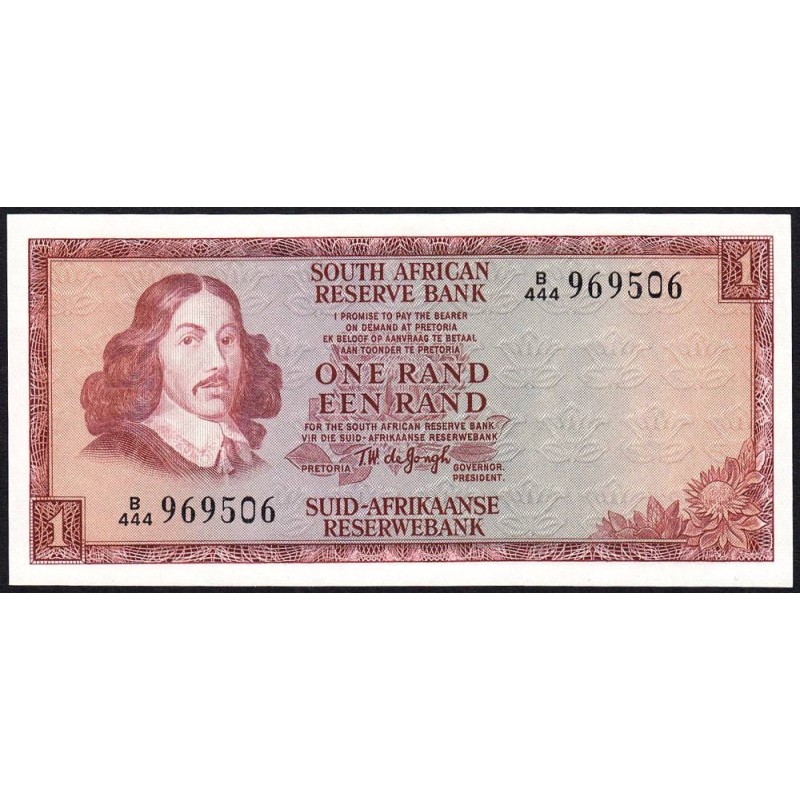 1
SOUTH AFRICAN
RESERVE BANK
B/444 969506
I PROMISE TO PAY THE BEARER
ON DEMAND AT PRETORIA
EK BELOOF OP AANVRAAG TE BETAAL
AAN TOONDER TE PRETORIA
ONE RAND
EEN RAND
FOR THE SOUTH AFRICAN RESERVE BANK
VIR DIE SUID-AFRIKAANSE RESERWEBANK
T.W. de Jongh
PRETORIA
GOVERNOR.
PRESIDENT.
B/444 969506
SUID-AFRIKAANSE
RESERWEBANK
1